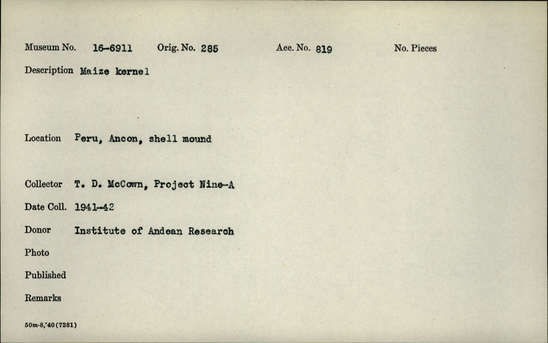 Museum No. 16-6911 Orig. No. 285 Acc. No. 819 No. Pieces
Description Maize kernel
Location Peru, Ancon, shell mound
Collector T. D. McCown, Project Nine-A
Date Coll. 1941-42
Donor Institute of Andean Research
Photo
Published
Remarks
50m-8,'40(7381)